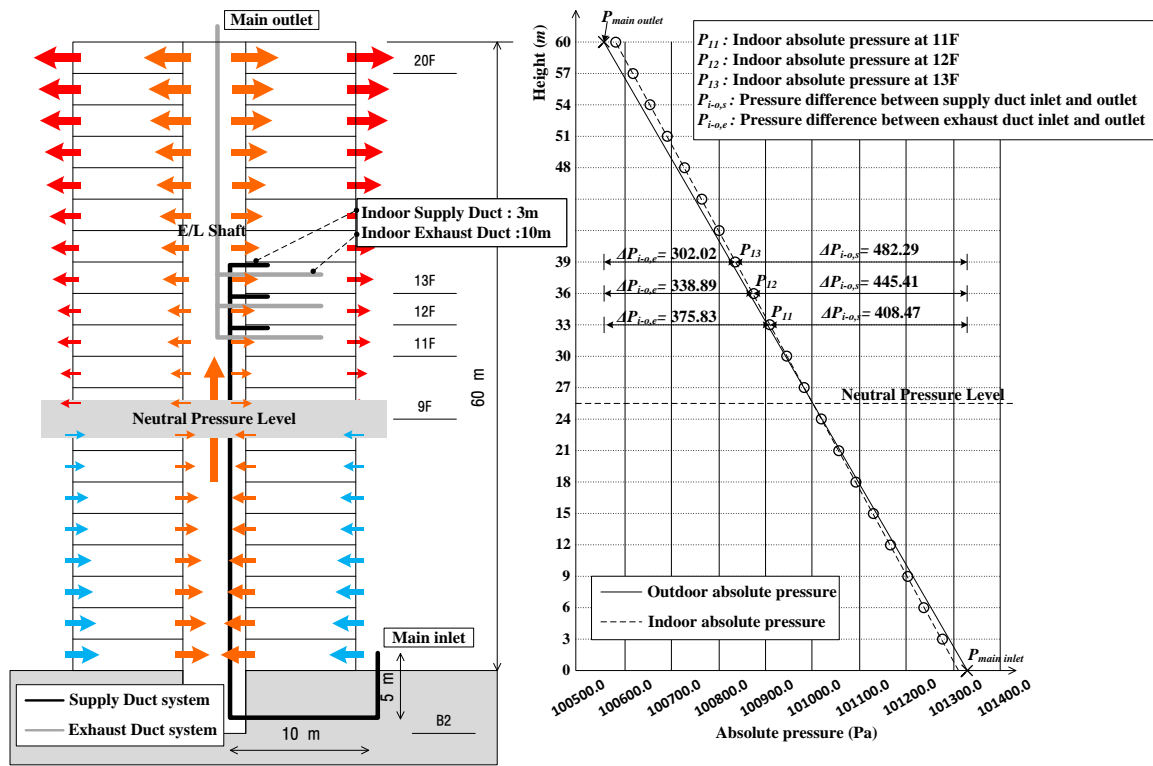 Main outlet
20F
Indoor Supply Duct : 3m
Indoor Exhaust Duct :10m
E/L Shaft
13F
12F
11F
60 m
Neutral Pressure Level
9F
Main inlet
5 m
Supply Duct system
Exhaust Duct system
B2
10 m
Height (m)
P main outlet
P11 : Indoor absolute pressure at 11F
P12 : Indoor absolute pressure at 12F
P13 : Indoor absolute pressure at 13F
Pi-o,s : Pressure difference between supply duct inlet and outlet
Pi-o,e : Pressure difference between exhaust duct inlet and outlet
60
57
54
51
48
45
42
39
36
33
30
27
24
21
18
15
12
9
6
3
0
ΔPi-o,e= 302.02
P13
ΔPi-o,s= 482.29
ΔPi-o,e= 338.89
P12
ΔPi-o,s= 445.41
ΔPi-o,e= 375.83
P11
ΔPi-o,s= 408.47
Neutral Pressure Level
Outdoor absolute pressure
Indoor absolute pressure
P main inlet
100500.0
100600.0
100700.0
100800.0
100900.0
101000.0
101100.0
101200.0
101300.0
101400.0
Absolute pressure (Pa)